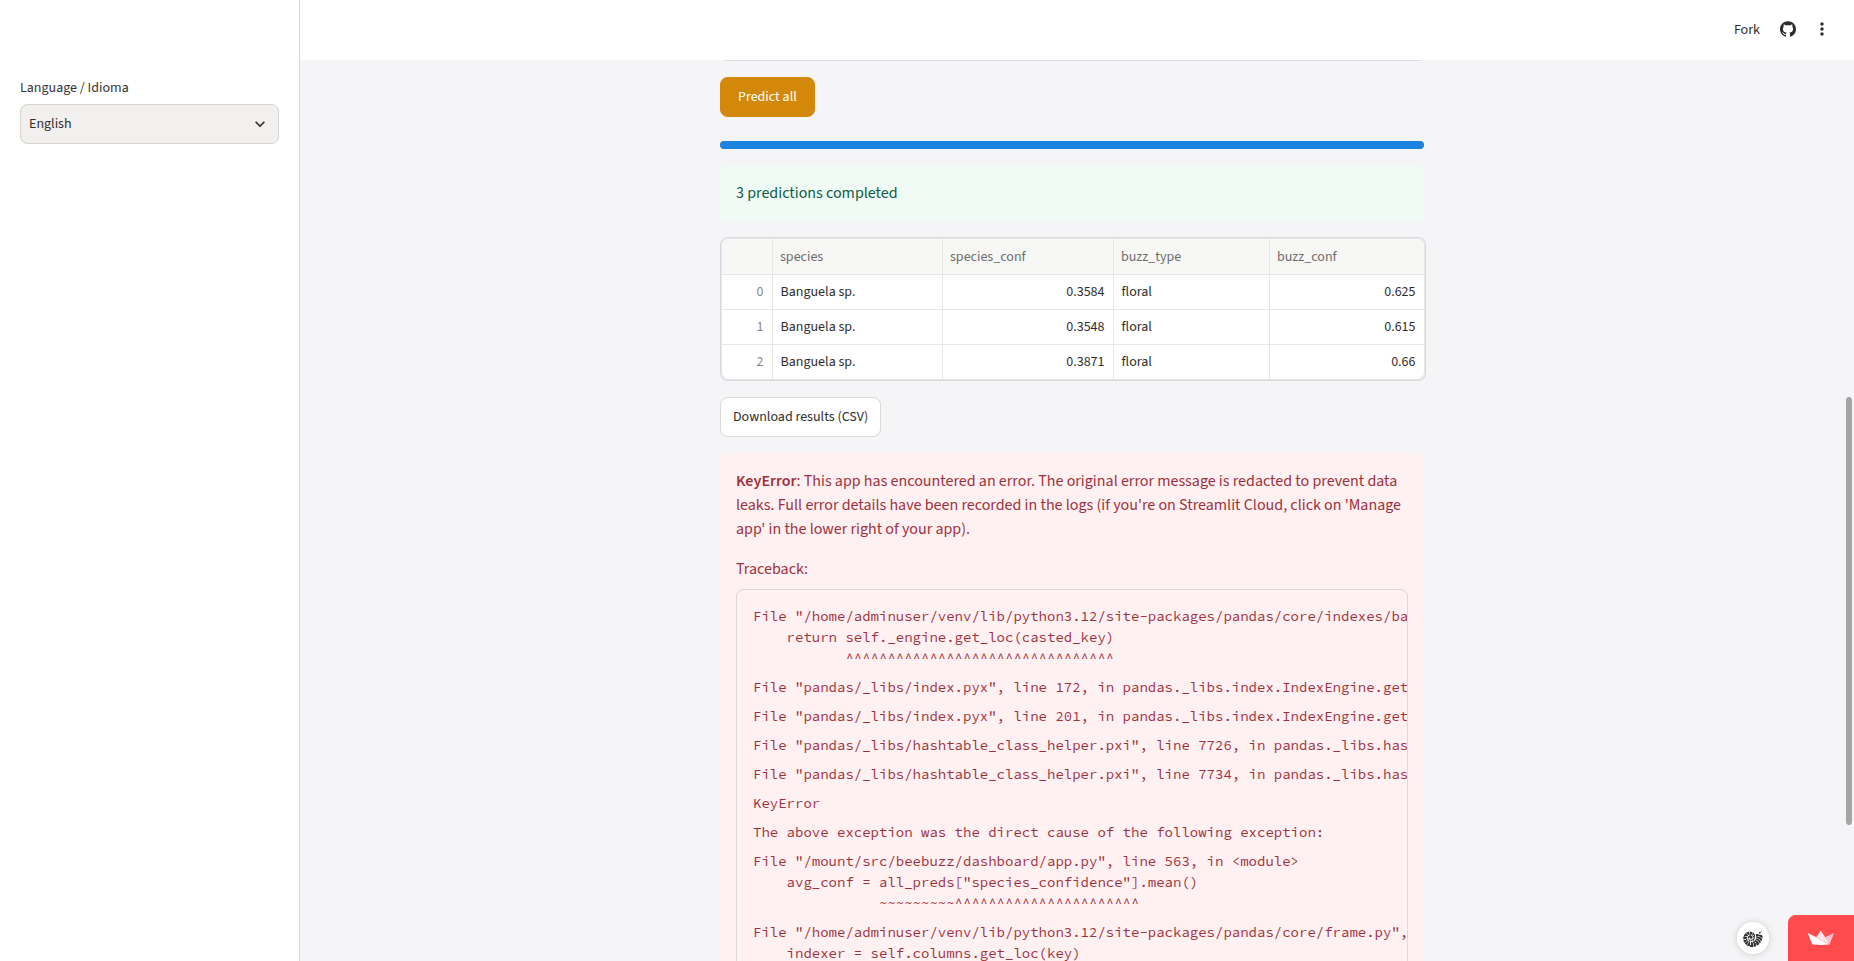 Fork
Language / Idioma
English
Predict all
3 predictions completed
species species_conf buzz_type buzz_conf
0 Banguela sp. 0.3584 floral 0.625
1 Banguela sp. 0.3548 floral 0.615
2 Banguela sp. 0.3871 floral 0.66
Download results (CSV)
KeyError: This app has encountered an error. The original error message is redacted to prevent data
leaks. Full error details have been recorded in the logs (if you're on Streamlit Cloud, click on 'Manage
app' in the lower right of your app).
Traceback:
File "/home/adminuser/venv/lib/python3.12/site-packages/pandas/core/indexes/ba
return self._engine.get_loc(casted_key)
^^^^^^^^^^^^^^^^^^^^^^^^^^^^^^^^
File "pandas/_libs/index.pyx", line 172, in pandas._libs.index.IndexEngine.get
File "pandas/_libs/index.pyx", line 201, in pandas._libs.index.IndexEngine.get
File "pandas/_libs/hashtable_class_helper.pxi", line 7726, in pandas._libs.has
File "pandas/_libs/hashtable_class_helper.pxi", line 7734, in pandas._libs.has
KeyError
The above exception was the direct cause of the following exception:
File "/mount/src/beebuzz/dashboard/app.py", line 563, in <module>
avg_conf = all_preds["species_confidence"].mean()
~~~~~~~~~^^^^^^^^^^^^^^^^^^^^^^
File "/home/adminuser/venv/lib/python3.12/site-packages/pandas/core/frame.py",
indexer = self.columns.get_loc(key)